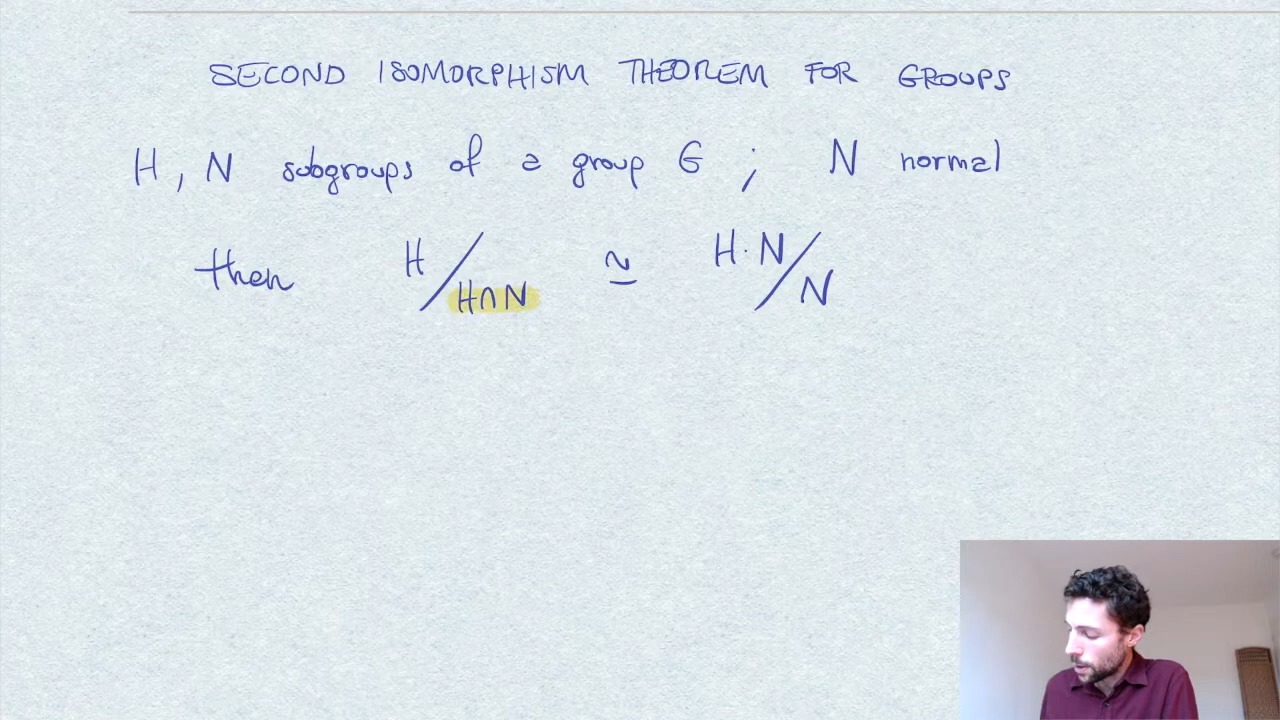 SECOND ISOMORPHISM THEOREM FOR GROUPS
H, N subgroups of a group G ; N normal
then H/H∩N ≃ H·N/N